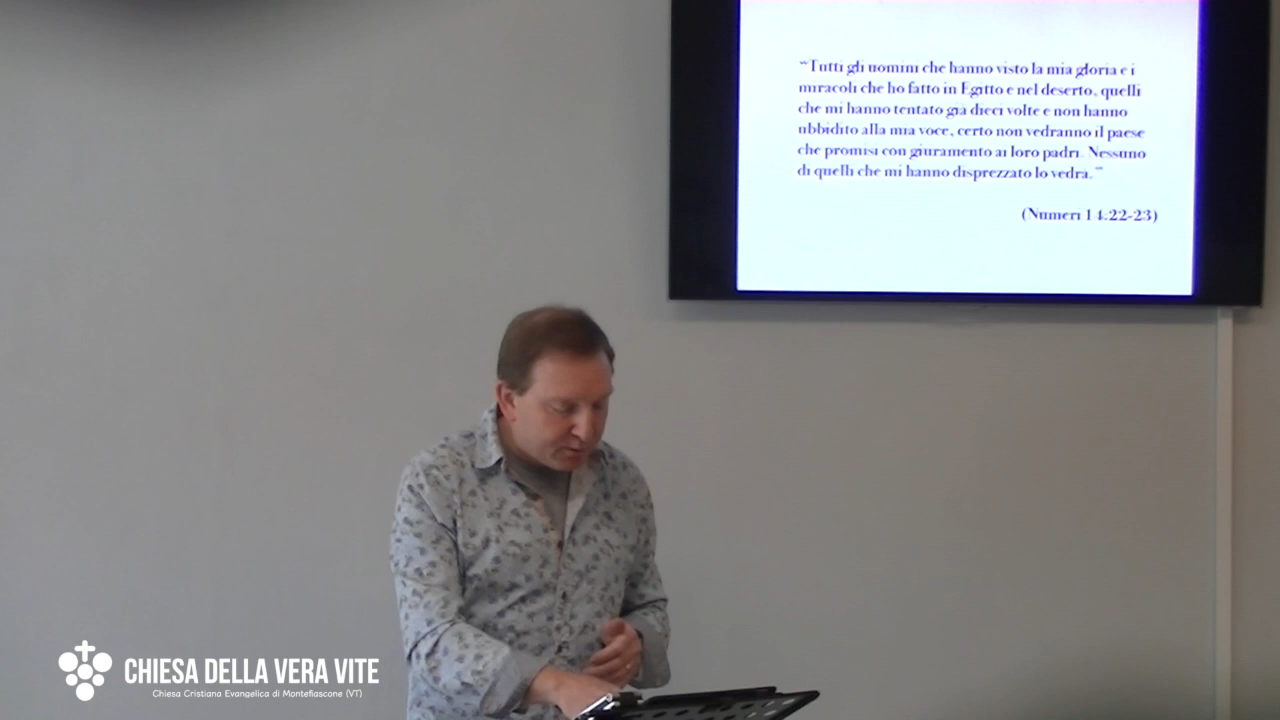 “Tutti gli uomini che hanno visto la mia gloria e i
miracoli che ho fatto in Egitto e nel deserto, quelli
che mi hanno tentato già dieci volte e non hanno
ubbidito alla mia voce, certo non vedranno il paese
che promisi con giuramento ai loro padri. Nessuno
di quelli che mi hanno disprezzato lo vedrà.”
(Numeri 14:22-23)
CHIESA DELLA VERA VITE
Chiesa Cristiana Evangelica di Montefiascone (VT)